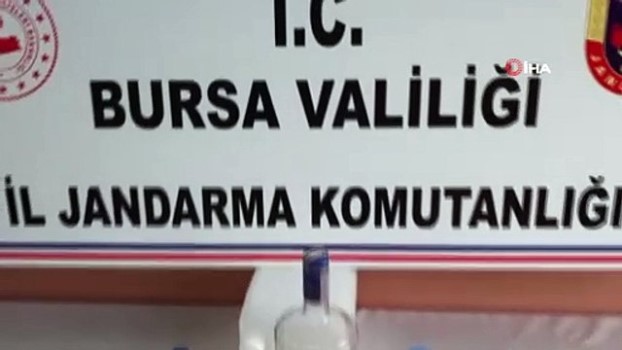 T.C.
BURSA VALİLİĞİ
İL JANDARMA KOMUTANLIĞI
İHA